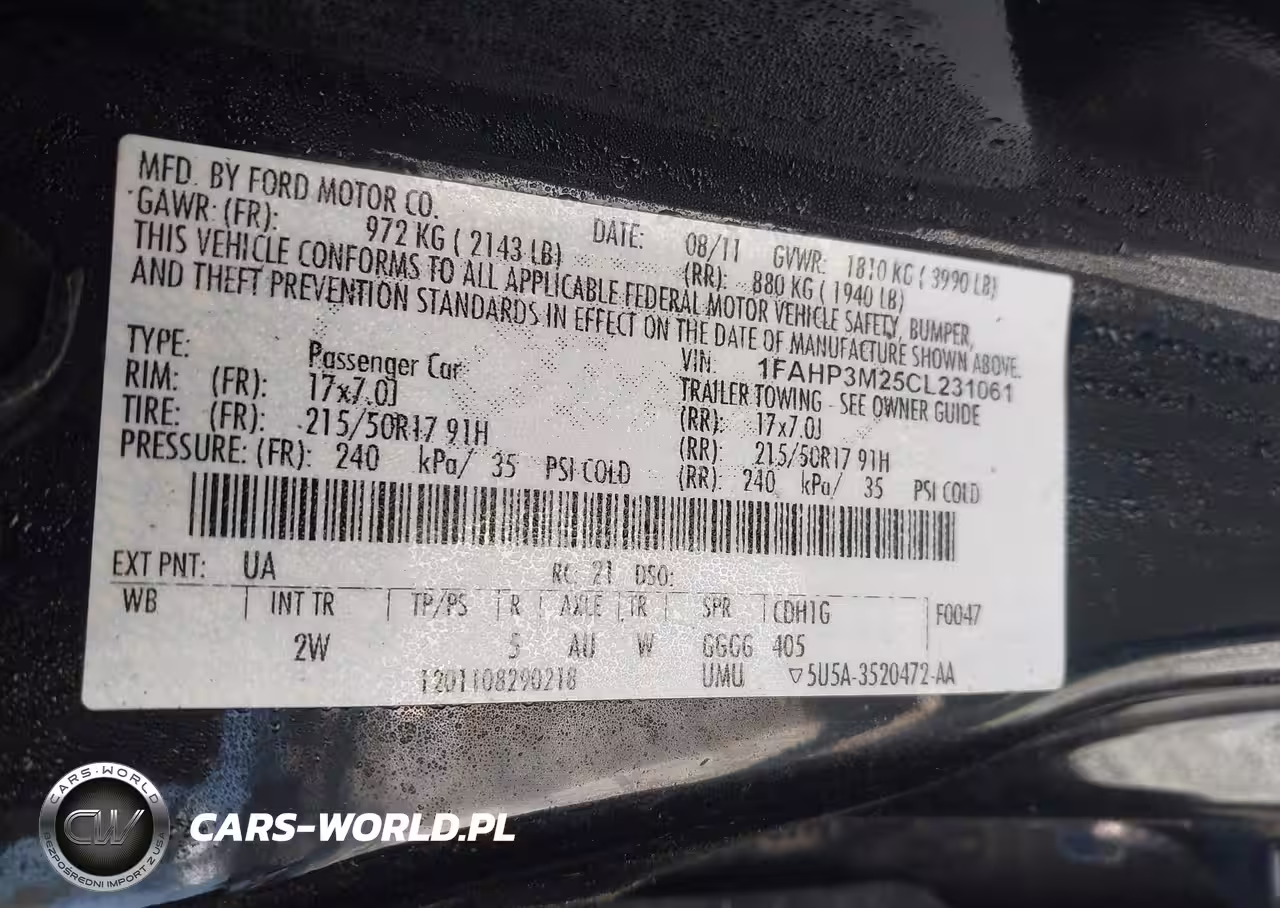 MFD. BY FORD MOTOR CO.
DATE: 08/11 GVWR: 1810 KG ( 3990 LB)
GAWR: (FR): 972 KG ( 2143 LB) (RR): 880 KG ( 1940 LB)
THIS VEHICLE CONFORMS TO ALL APPLICABLE FEDERAL MOTOR VEHICLE SAFETY, BUMPER,
AND THEFT PREVENTION STANDARDS IN EFFECT ON THE DATE OF MANUFACTURE SHOWN ABOVE.
VIN: 1FAHP3M25CL231061
TYPE: Passenger Car TRAILER TOWING - SEE OWNER GUIDE
RIM: (FR): 17x7.0J (RR): 17x7.0J
TIRE: (FR): 215/50R17 91H (RR): 215/50R17 91H
PRESSURE: (FR): 240 kPa/ 35 PSI COLD (RR): 240 kPa/ 35 PSI COLD
EXT PNT: UA RC: 21 DSO:
WB INT TR TP/PS R AXLE TR SPR CDH1G F0047
2W 5 AU W GGGG 405
UMU ▽5U5A-3520472-AA
CARS-WORLD
CW
BEZPOŚREDNI IMPORT Z USA
CARS-WORLD.PL